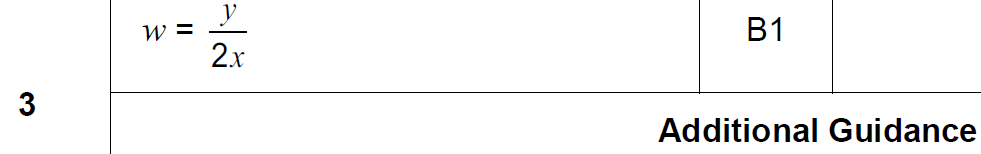 w = y/2x
B1
3
Additional Guidance